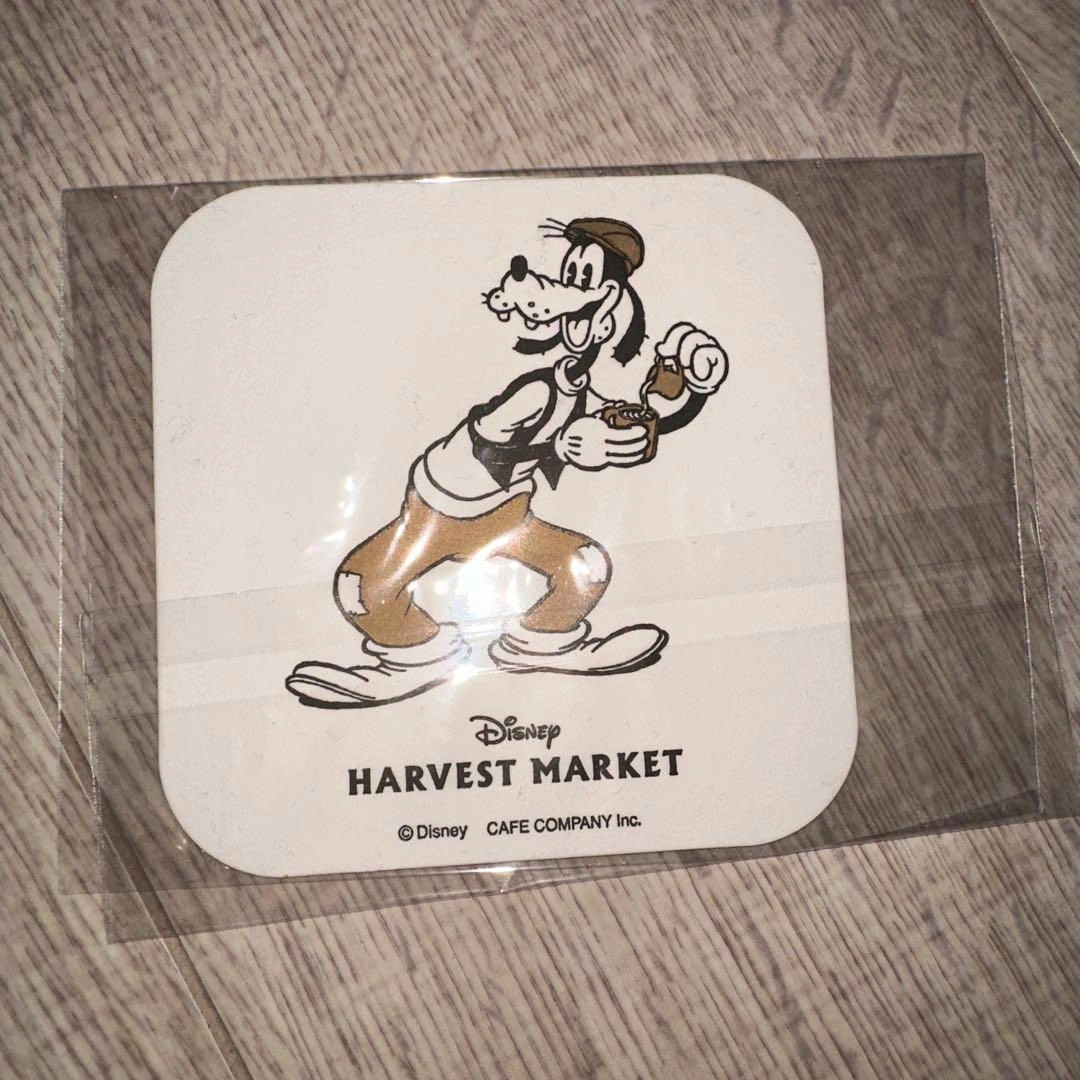 Disney
HARVEST MARKET
©Disney CAFE COMPANY Inc.